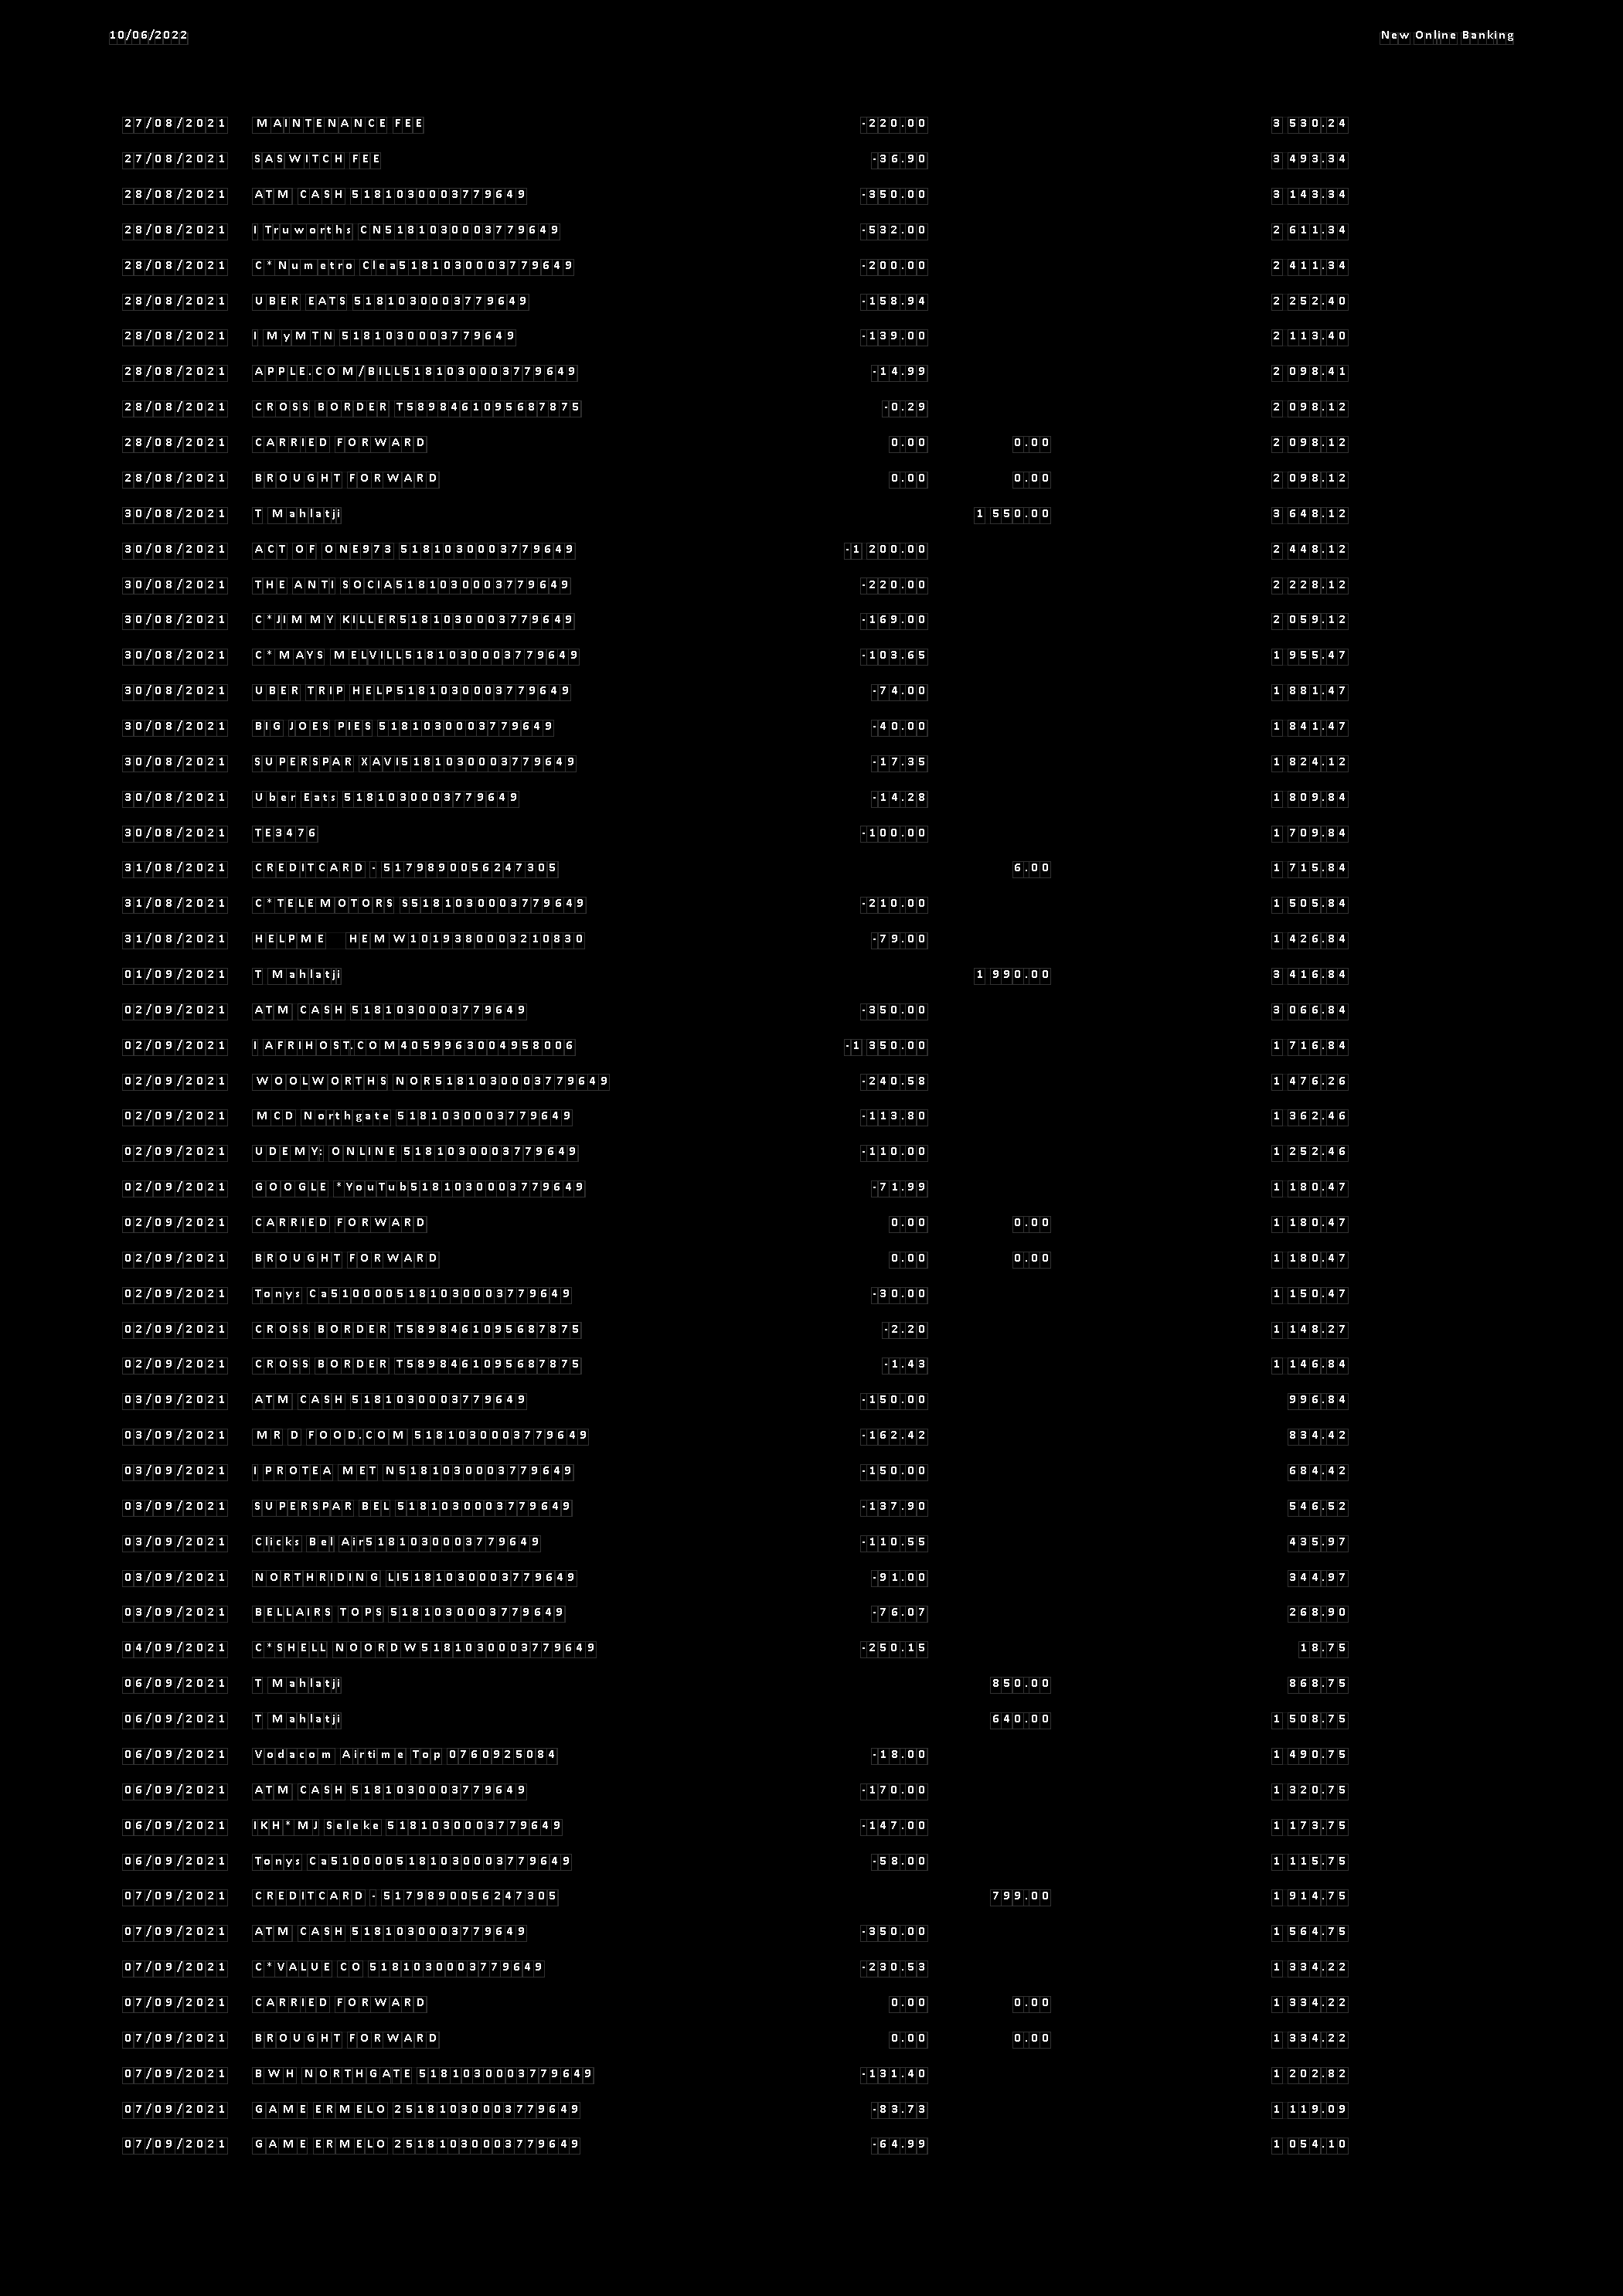 10/06/2022 New Online Banking
27/08/2021 MAINTENANCE FEE -220.00 3 530.24
27/08/2021 SASWITCH FEE -36.90 3 493.34
28/08/2021 ATM CASH 5181030003779649 -350.00 3 143.34
28/08/2021 I Truworths CN5181030003779649 -532.00 2 611.34
28/08/2021 C*Numetro Clea5181030003779649 -200.00 2 411.34
28/08/2021 UBER EATS 5181030003779649 -158.94 2 252.40
28/08/2021 I MyMTN 5181030003779649 -139.00 2 113.40
28/08/2021 APPLE.COM/BILL5181030003779649 -14.99 2 098.41
28/08/2021 CROSS BORDER T5898461095687875 -0.29 2 098.12
28/08/2021 CARRIED FORWARD 0.00 0.00 2 098.12
28/08/2021 BROUGHT FORWARD 0.00 0.00 2 098.12
30/08/2021 T Mahlatji 1 550.00 3 648.12
30/08/2021 ACT OF ONE973 5181030003779649 -1 200.00 2 448.12
30/08/2021 THE ANTI SOCIA5181030003779649 -220.00 2 228.12
30/08/2021 C*JIMMY KILLER5181030003779649 -169.00 2 059.12
30/08/2021 C*MAYS MELVILL5181030003779649 -103.65 1 955.47
30/08/2021 UBER TRIP HELP5181030003779649 -74.00 1 881.47
30/08/2021 BIG JOES PIES 5181030003779649 -40.00 1 841.47
30/08/2021 SUPERSPAR XAVI5181030003779649 -17.35 1 824.12
30/08/2021 Uber Eats 5181030003779649 -14.28 1 809.84
30/08/2021 TE3476 -100.00 1 709.84
31/08/2021 CREDITCARD - 5179890056247305 6.00 1 715.84
31/08/2021 C*TELEMOTORS S5181030003779649 -210.00 1 505.84
31/08/2021 HELPME HEMW1019380003210830 -79.00 1 426.84
01/09/2021 T Mahlatji 1 990.00 3 416.84
02/09/2021 ATM CASH 5181030003779649 -350.00 3 066.84
02/09/2021 IAFRIHOST.COM4059963004958006 -1 350.00 1 716.84
02/09/2021 WOOLWORTHS NOR5181030003779649 -240.58 1 476.26
02/09/2021 MCD Northgate 5181030003779649 -113.80 1 362.46
02/09/2021 UDEMY: ONLINE 5181030003779649 -110.00 1 252.46
02/09/2021 GOOGLE *YouTub5181030003779649 -71.99 1 180.47
02/09/2021 CARRIED FORWARD 0.00 0.00 1 180.47
02/09/2021 BROUGHT FORWARD 0.00 0.00 1 180.47
02/09/2021 Tonys Ca5100005181030003779649 -30.00 1 150.47
02/09/2021 CROSS BORDER T5898461095687875 -2.20 1 148.27
02/09/2021 CROSS BORDER T5898461095687875 -1.43 1 146.84
03/09/2021 ATM CASH 5181030003779649 -150.00 996.84
03/09/2021 MR D FOOD.COM 5181030003779649 -162.42 834.42
03/09/2021 I PROTEA MET N5181030003779649 -150.00 684.42
03/09/2021 SUPERSPAR BEL 5181030003779649 -137.90 546.52
03/09/2021 Clicks Bel Air5181030003779649 -110.55 435.97
03/09/2021 NORTHRIDING LI5181030003779649 -91.00 344.97
03/09/2021 BELLAIRS TOPS 5181030003779649 -76.07 268.90
04/09/2021 C*SHELL NOORDW5181030003779649 -250.15 18.75
06/09/2021 T Mahlatji 850.00 868.75
06/09/2021 T Mahlatji 640.00 1 508.75
06/09/2021 Vodacom Airtime Top 0760925084 -18.00 1 490.75
06/09/2021 ATM CASH 5181030003779649 -170.00 1 320.75
06/09/2021 IKH*MJ Seleke 5181030003779649 -147.00 1 173.75
06/09/2021 Tonys Ca5100005181030003779649 -58.00 1 115.75
07/09/2021 CREDITCARD - 5179890056247305 799.00 1 914.75
07/09/2021 ATM CASH 5181030003779649 -350.00 1 564.75
07/09/2021 C*VALUE CO 5181030003779649 -230.53 1 334.22
07/09/2021 CARRIED FORWARD 0.00 0.00 1 334.22
07/09/2021 BROUGHT FORWARD 0.00 0.00 1 334.22
07/09/2021 BWH NORTHGATE 5181030003779649 -131.40 1 202.82
07/09/2021 GAME ERMELO 25181030003779649 -83.73 1 119.09
07/09/2021 GAME ERMELO 25181030003779649 -64.99 1 054.10